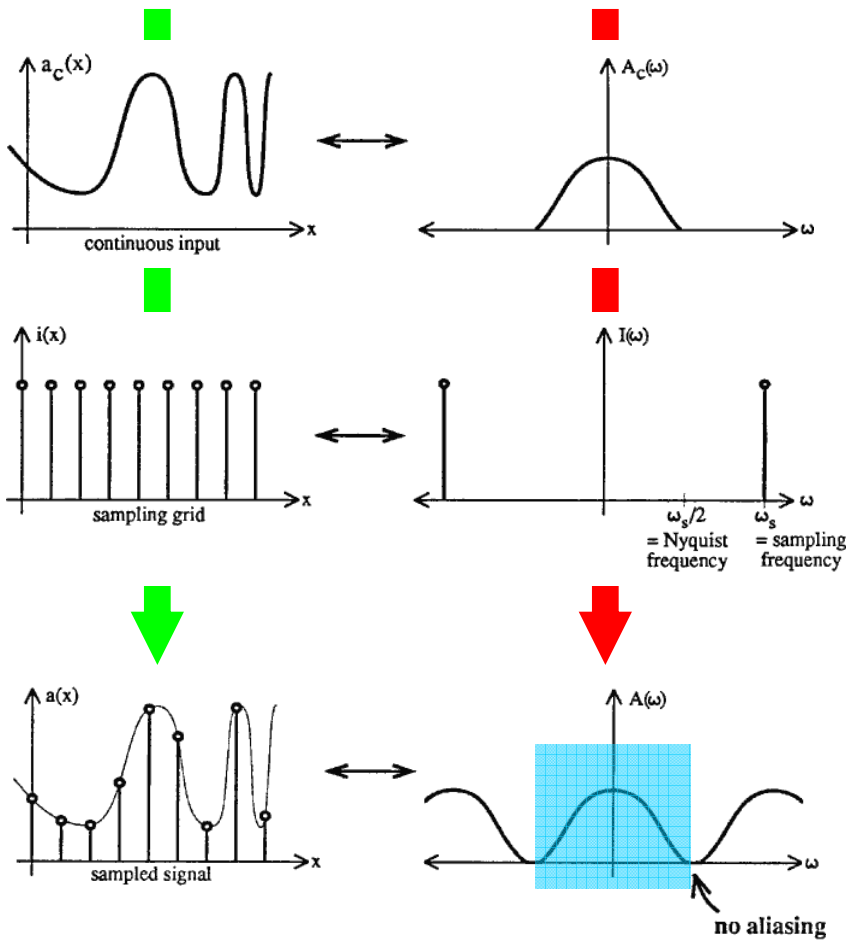 a_c(x)
A_c(ω)
x
ω
continuous input
i(x)
I(ω)
x
ω
sampling grid
ω_s/2
ω_s
= Nyquist
frequency
= sampling
frequency
a(x)
A(ω)
x
ω
sampled signal
no aliasing